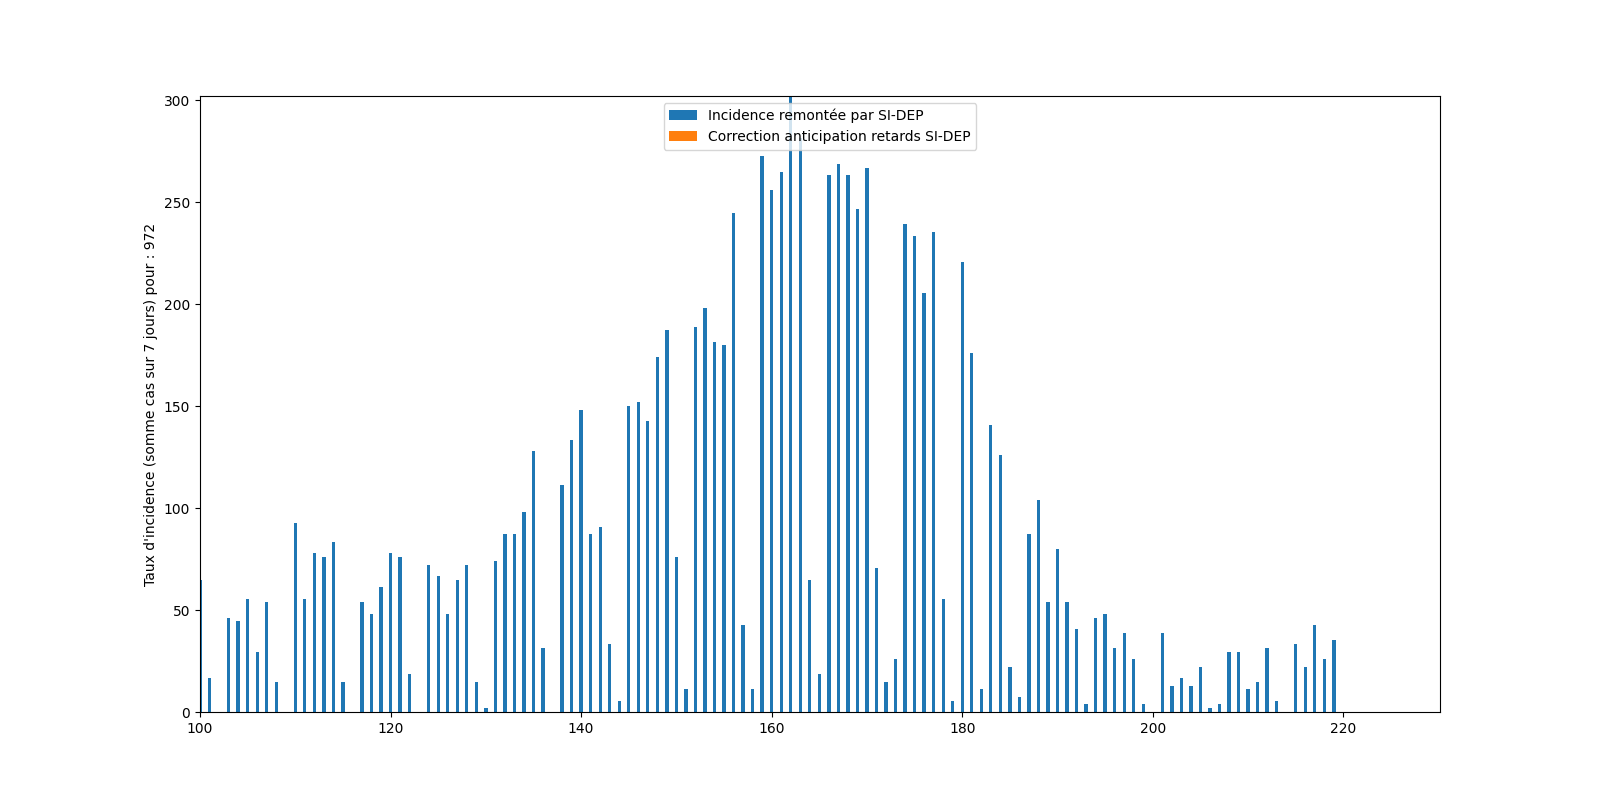 Incidence remontée par SI-DEP
Correction anticipation retards SI-DEP
Taux d'incidence (somme cas sur 7 jours) pour : 972
300
250
200
150
100
50
0
100 120 140 160 180 200 220